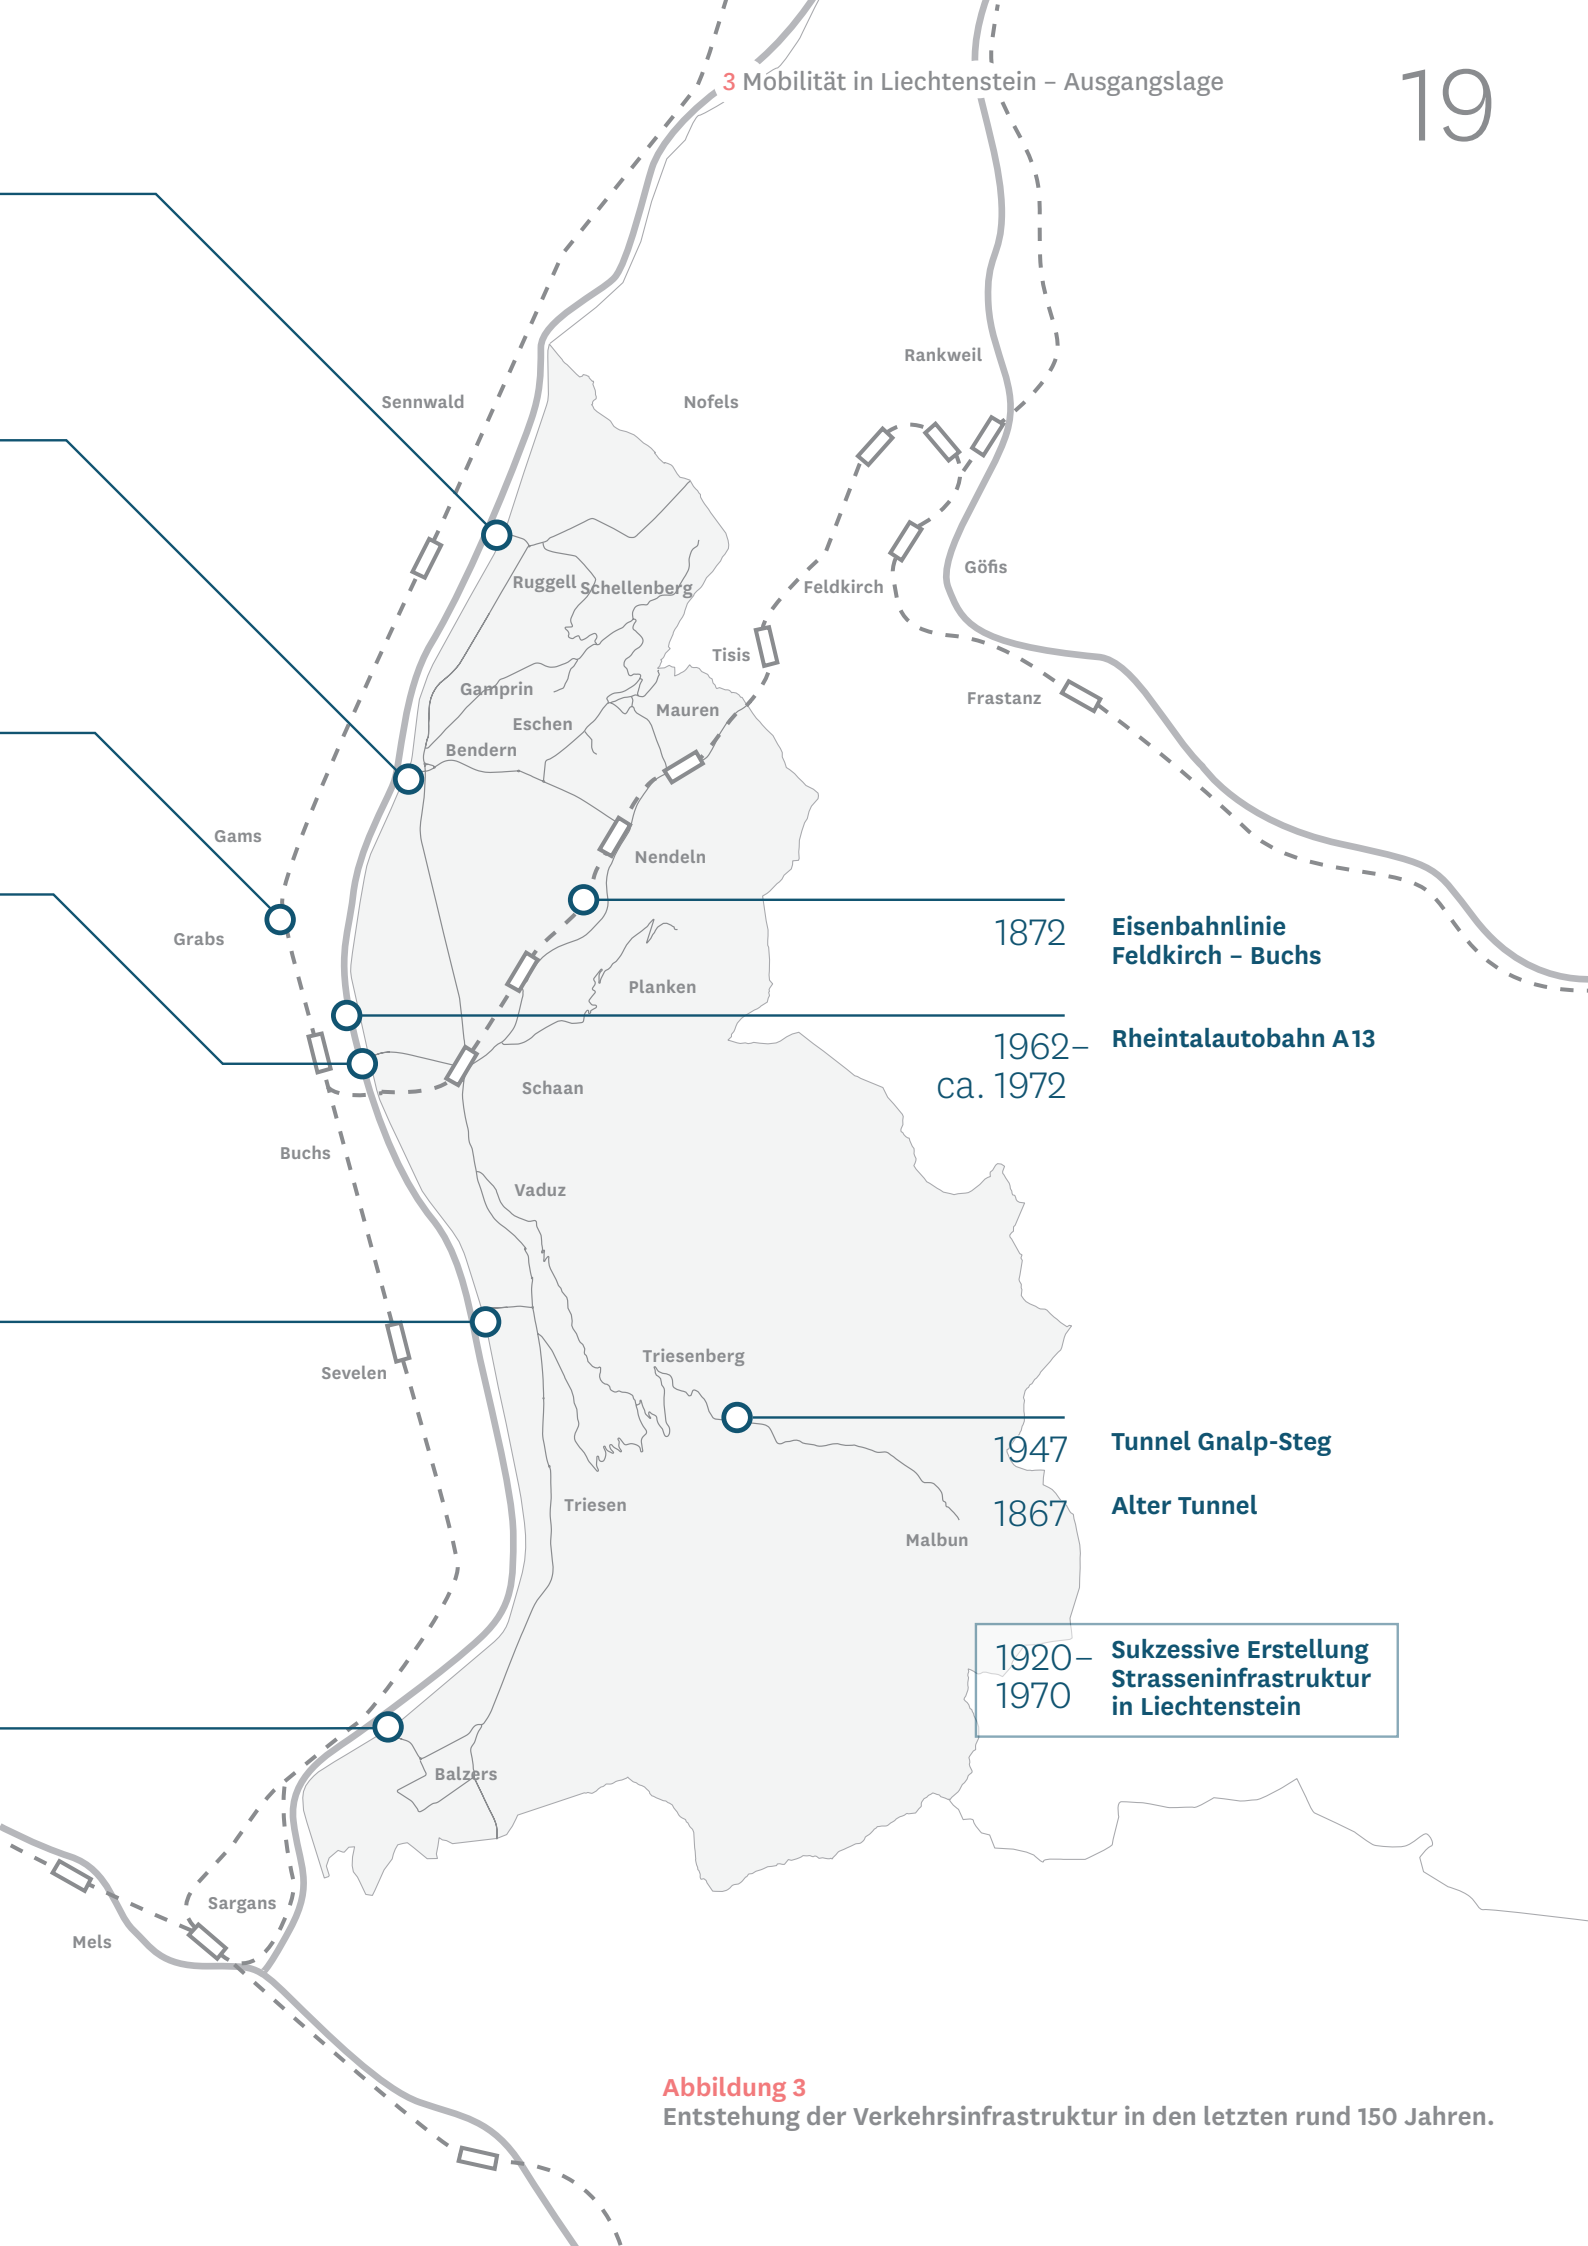 3 Mobilität in Liechtenstein – Ausgangslage
19
Rankweil
Sennwald
Nofels
Göfis
Ruggell
Schellenberg
Feldkirch
Tisis
Gamprin
Frastanz
Mauren
Eschen
Bendern
Gams
Nendeln
1872
Eisenbahnlinie
Feldkirch – Buchs
Grabs
Planken
1962–
ca. 1972
Rheintalautobahn A13
Schaan
Buchs
Vaduz
Triesenberg
Sevelen
1947
Tunnel Gnalp-Steg
Triesen
1867
Alter Tunnel
Malbun
1920–
1970
Sukzessive Erstellung
Strasseninfrastruktur
in Liechtenstein
Balzers
Sargans
Mels
Abbildung 3
Entstehung der Verkehrsinfrastruktur in den letzten rund 150 Jahren.